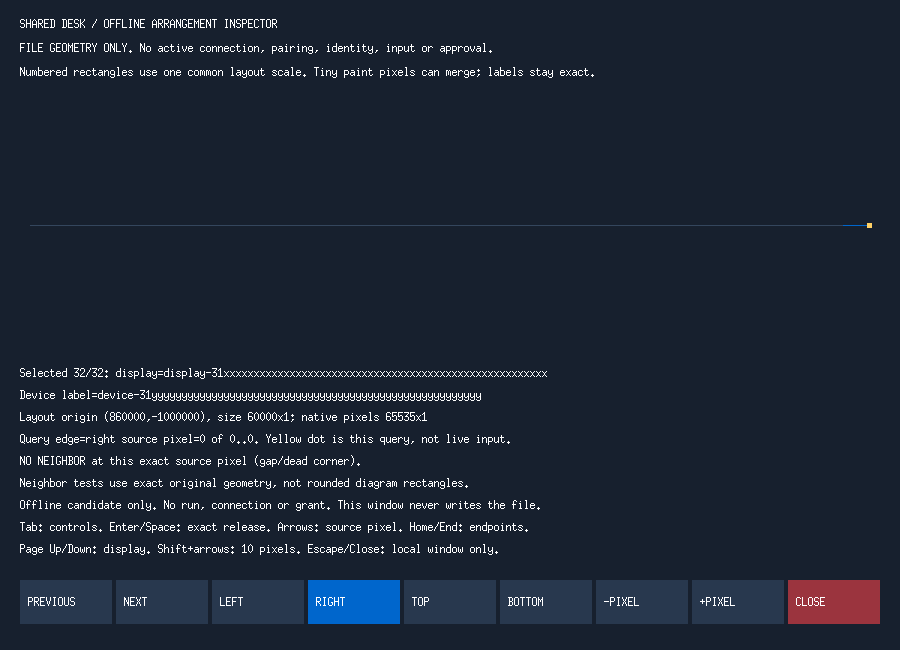 SHARED DESK / OFFLINE ARRANGEMENT INSPECTOR
FILE GEOMETRY ONLY. No active connection, pairing, identity, input or approval.
Numbered rectangles use one common layout scale. Tiny paint pixels can merge; labels stay exact.
Selected 32/32: display=display-31xxxxxxxxxxxxxxxxxxxxxxxxxxxxxxxxxxxxxxxxxxxxxxxxxxxxxx
Device label=device-31yyyyyyyyyyyyyyyyyyyyyyyyyyyyyyyyyyyyyyyyyyyyyyyyyyyyyyy
Layout origin (860000,-1000000), size 60000x1; native pixels 65535x1
Query edge=right source pixel=0 of 0..0. Yellow dot is this query, not live input.
NO NEIGHBOR at this exact source pixel (gap/dead corner).
Neighbor tests use exact original geometry, not rounded diagram rectangles.
Offline candidate only. No run, connection or grant. This window never writes the file.
Tab: controls. Enter/Space: exact release. Arrows: source pixel. Home/End: endpoints.
Page Up/Down: display. Shift+arrows: 10 pixels. Escape/Close: local window only.
PREVIOUS NEXT LEFT RIGHT TOP BOTTOM -PIXEL +PIXEL CLOSE